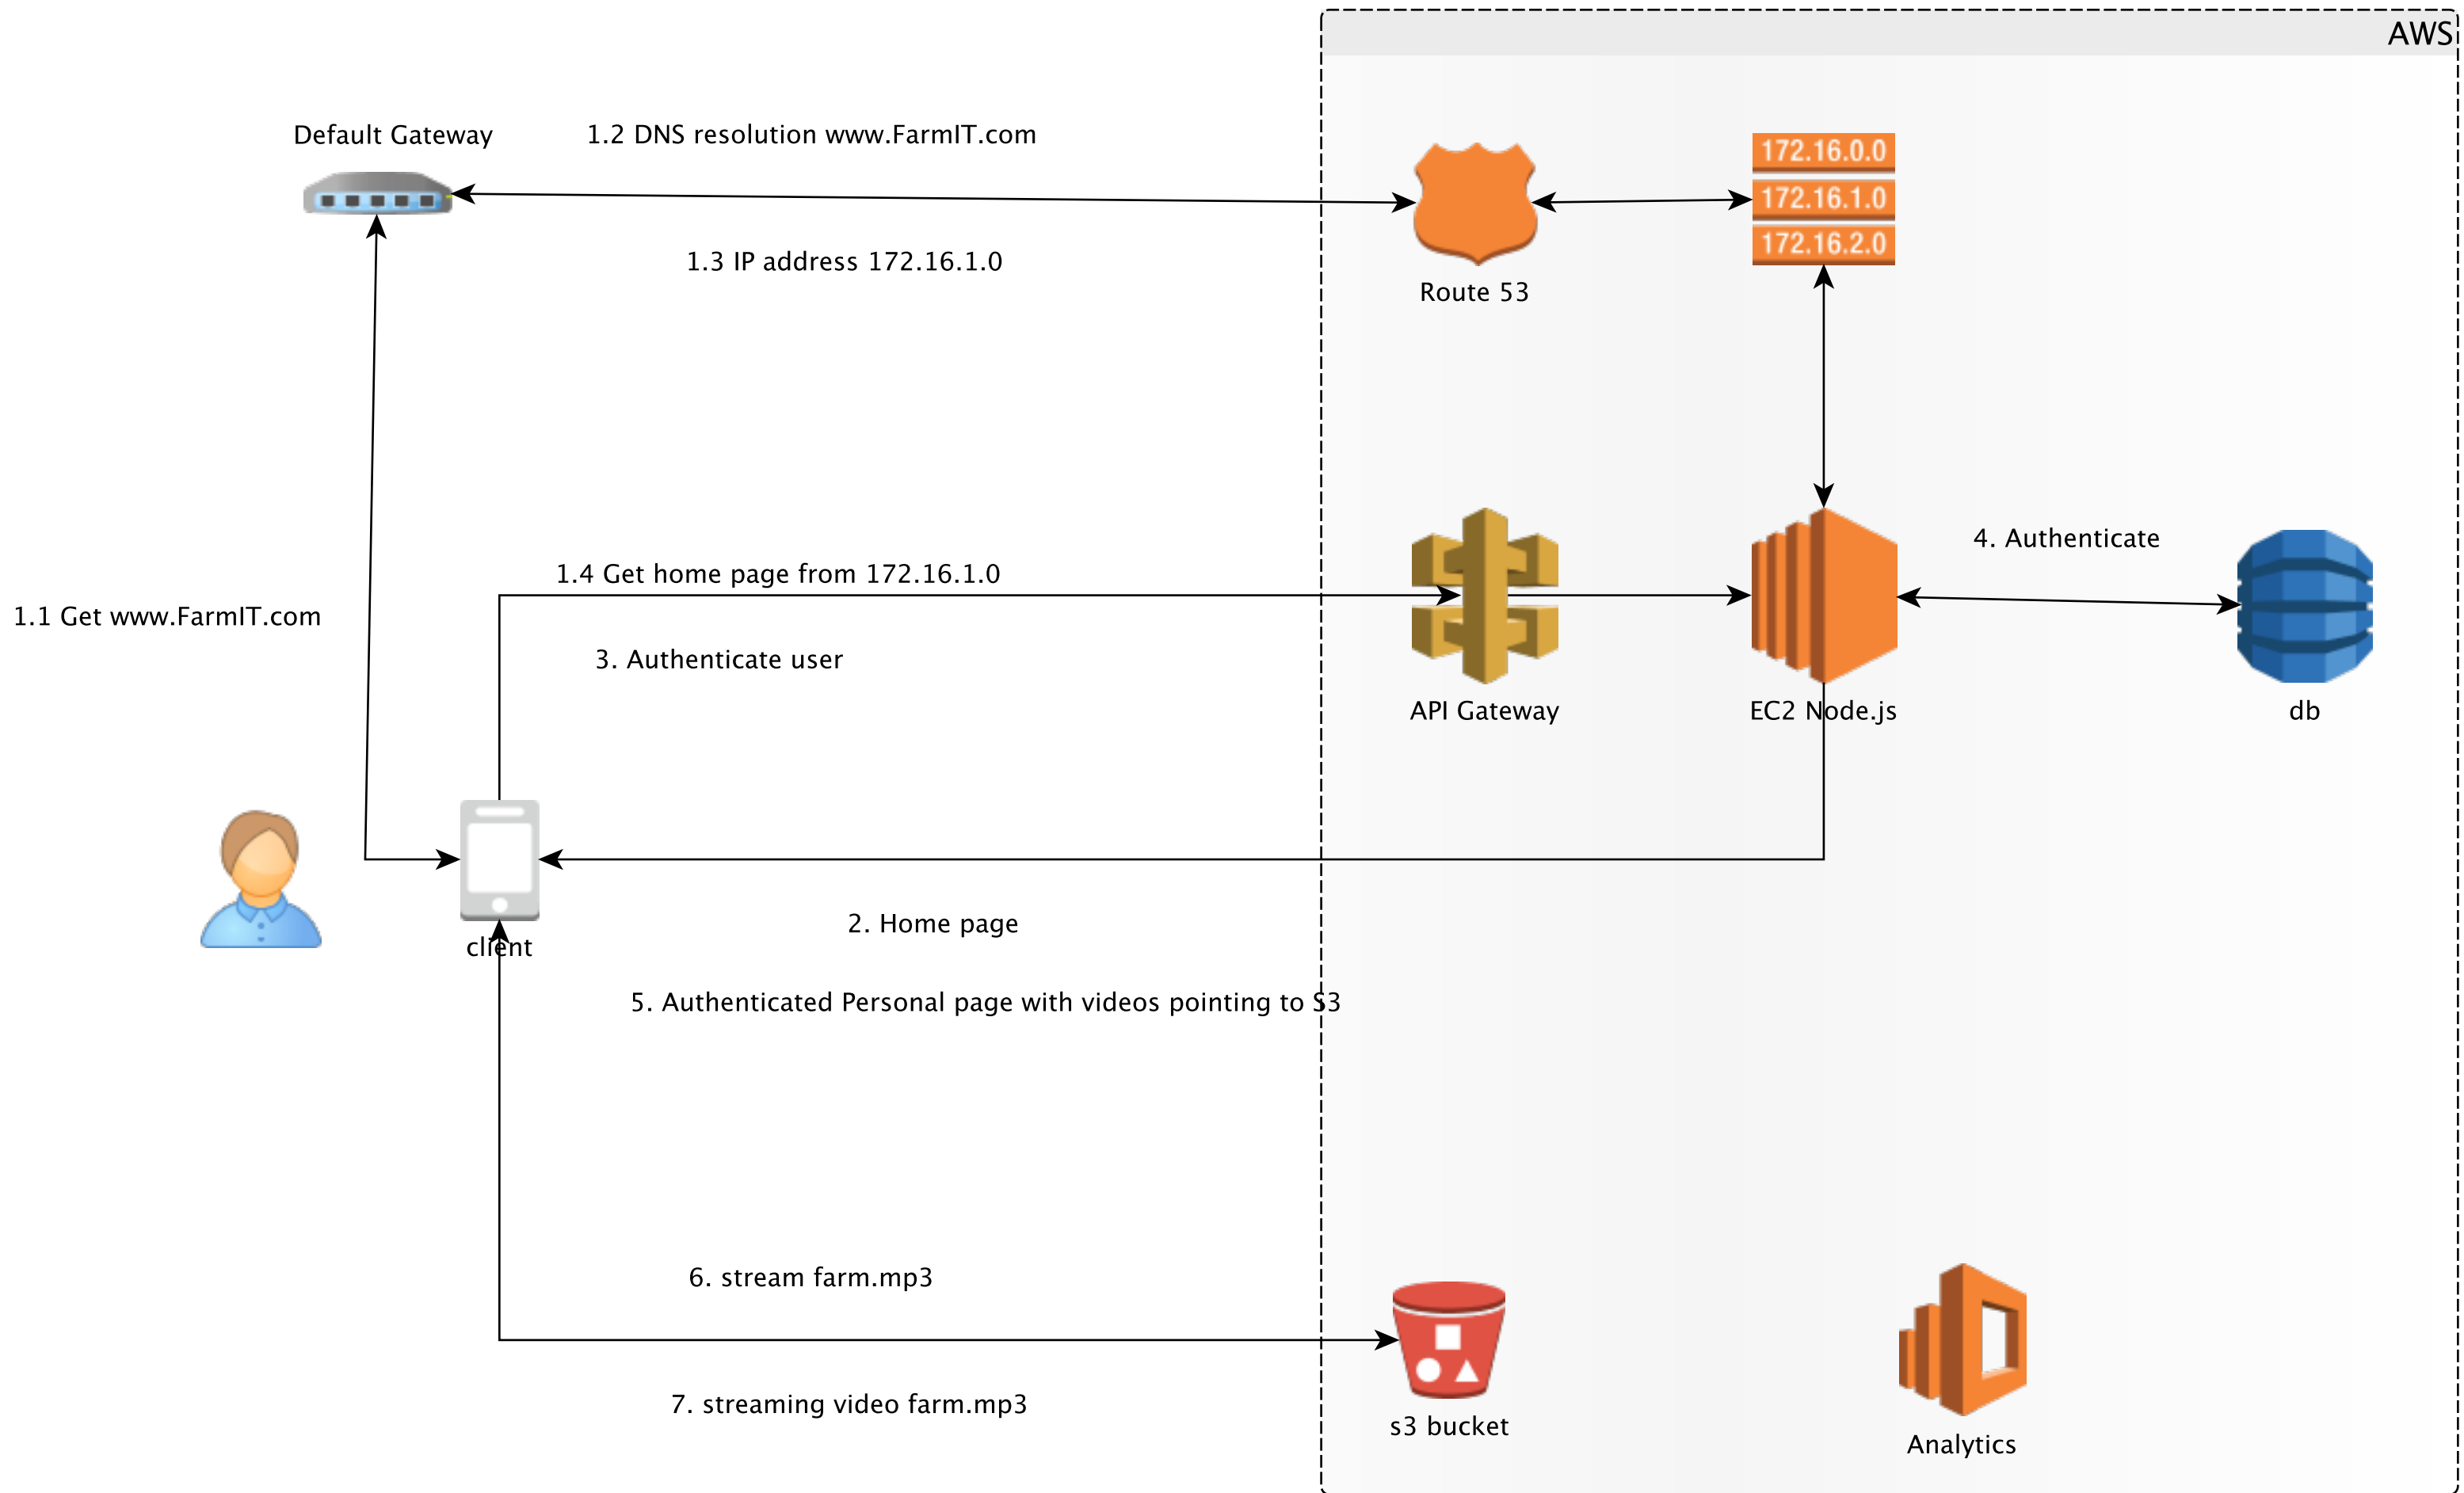 AWS
Default Gateway
1.2 DNS resolution www.FarmIT.com
172.16.0.0
172.16.1.0
172.16.2.0
1.3 IP address 172.16.1.0
Route 53
1.4 Get home page from 172.16.1.0
4. Authenticate
1.1 Get www.FarmIT.com
3. Authenticate user
API Gateway
EC2 Node.js
db
client
2. Home page
5. Authenticated Personal page with videos pointing to S3
6. stream farm.mp3
7. streaming video farm.mp3
s3 bucket
Analytics